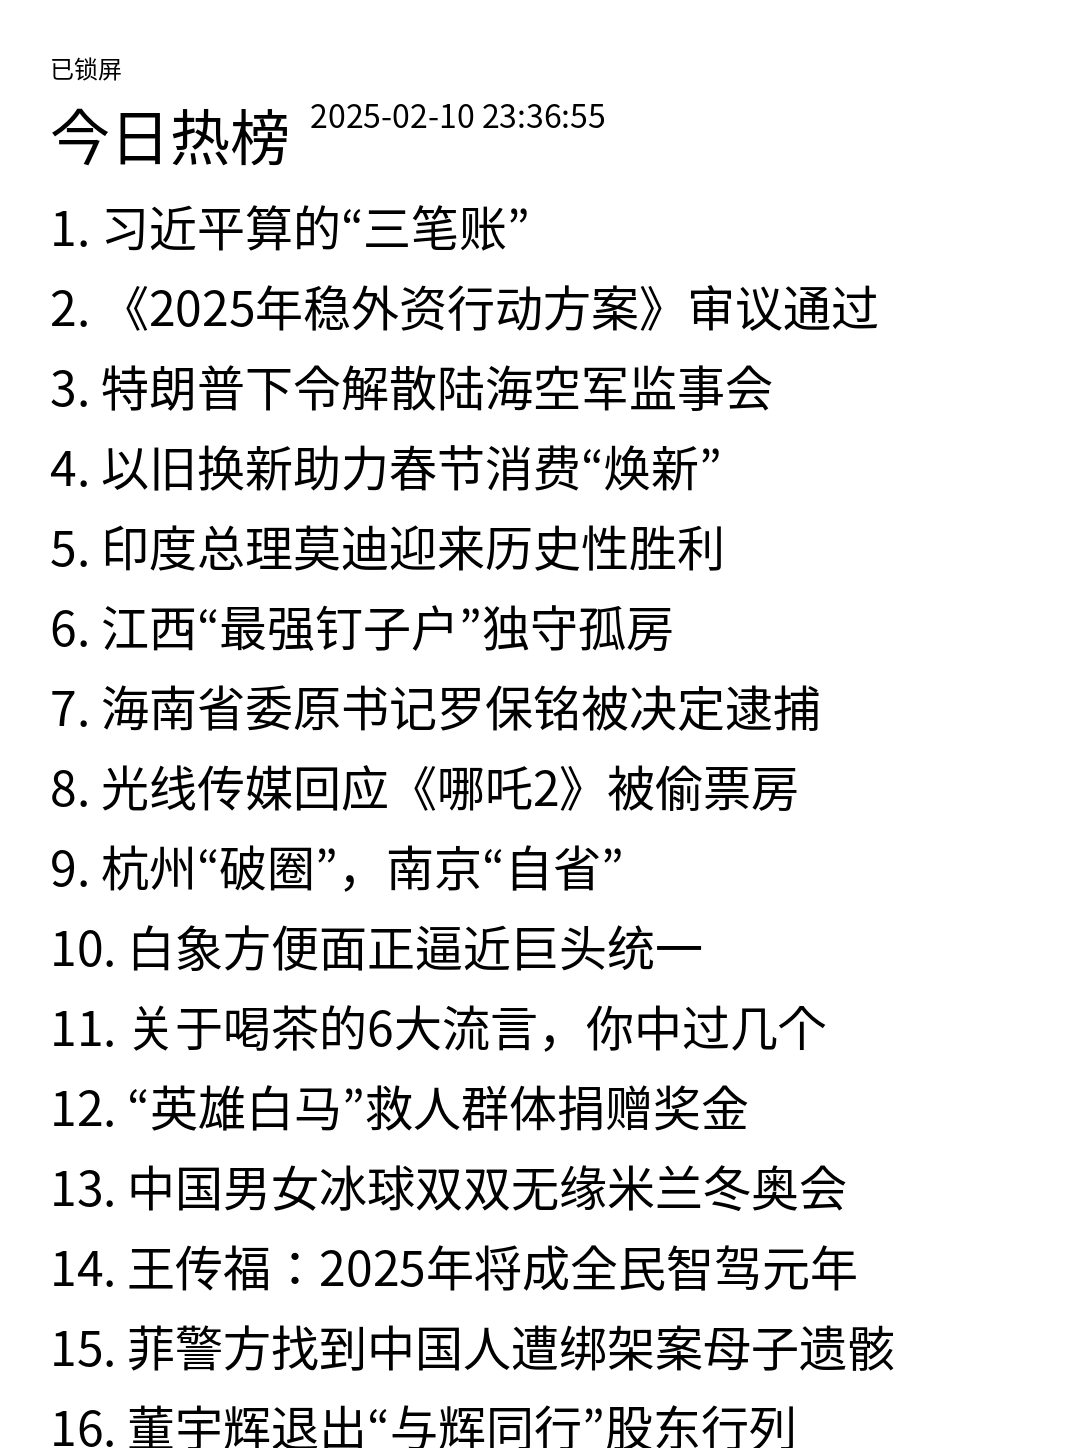 已锁屏
今日热榜 2025-02-10 23:36:55
1. 习近平算的“三笔账”
2. 《2025年稳外资行动方案》审议通过
3. 特朗普下令解散陆海空军监事会
4. 以旧换新助力春节消费“焕新”
5. 印度总理莫迪迎来历史性胜利
6. 江西“最强钉子户”独守孤房
7. 海南省委原书记罗保铭被决定逮捕
8. 光线传媒回应《哪吒2》被偷票房
9. 杭州“破圈”，南京“自省”
10. 白象方便面正逼近巨头统一
11. 关于喝茶的6大流言，你中过几个
12. “英雄白马”救人群体捐赠奖金
13. 中国男女冰球双双无缘米兰冬奥会
14. 王传福：2025年将成全民智驾元年
15. 菲警方找到中国人遭绑架案母子遗骸
16. 董宇辉退出“与辉同行”股东行列